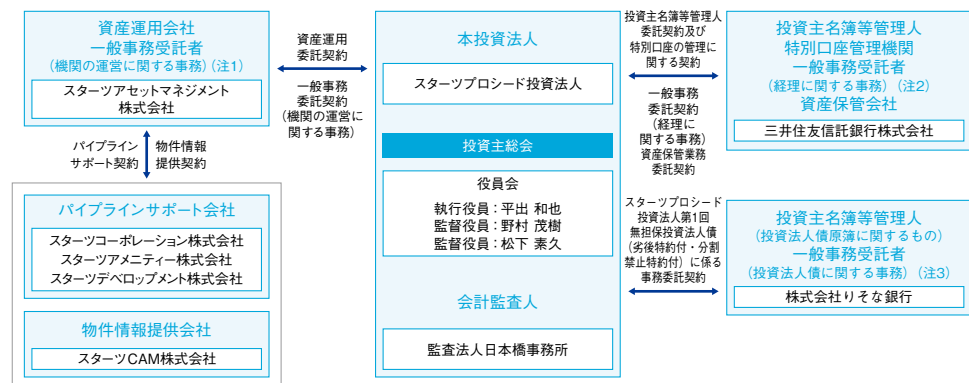 資産運用会社
一般事務受託者
(機関の運営に関する事務)(注1)
スターツアセットマネジメント
株式会社
パイプライン
サポート契約
物件情報
提供契約
パイプラインサポート会社
スターツコーポレーション株式会社
スターツアメニティー株式会社
スターツデベロップメント株式会社
物件情報提供会社
スターツCAM株式会社
資産運用
委託契約
一般事務
委託契約
(機関の運営に
関する事務)
本投資法人
スターツプロシード投資法人
投資主総会
役員会
執行役員:平出 和也
監督役員:野村 茂樹
監督役員:松下 素久
会計監査人
監査法人日本橋事務所
投資主名簿等管理人
委託契約及び
特別口座の管理に
関する契約
一般事務
委託契約
(経理に
関する事務)
資産保管業務
委託契約
スターツプロシード
投資法人第1回
無担保投資法人債
(劣後特約付・分割
禁止特約付)に係る
事務委託契約
投資主名簿等管理人
特別口座管理機関
一般事務受託者
(経理に関する事務)(注2)
資産保管会社
三井住友信託銀行株式会社
投資主名簿等管理人
(投資法人債原簿に関するもの)
一般事務受託者
(投資法人債に関する事務)(注3)
株式会社りそな銀行